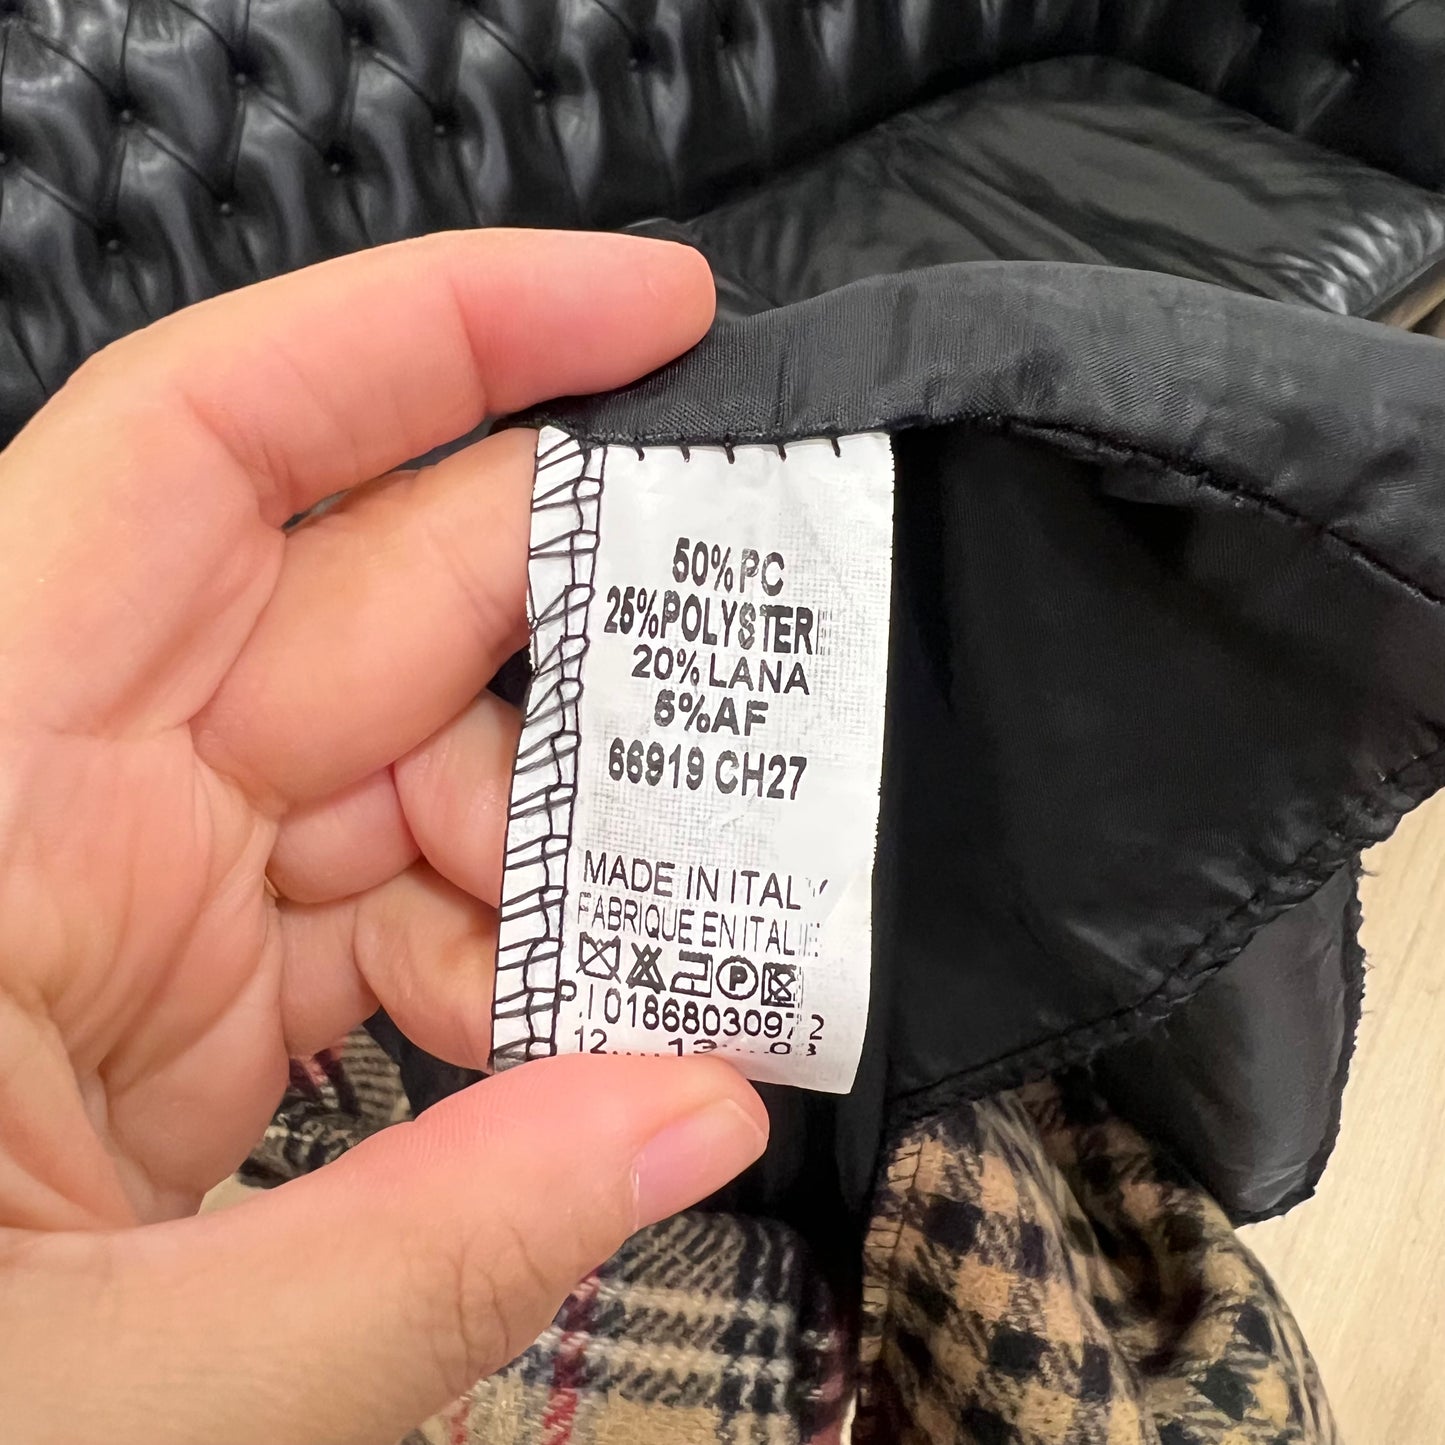 50%PC
25%POLYSTERE
20%LANA
5%AF
66919 CH27
MADE IN ITALY
FABRIQUE EN ITALIE
P
P.I 01868030972